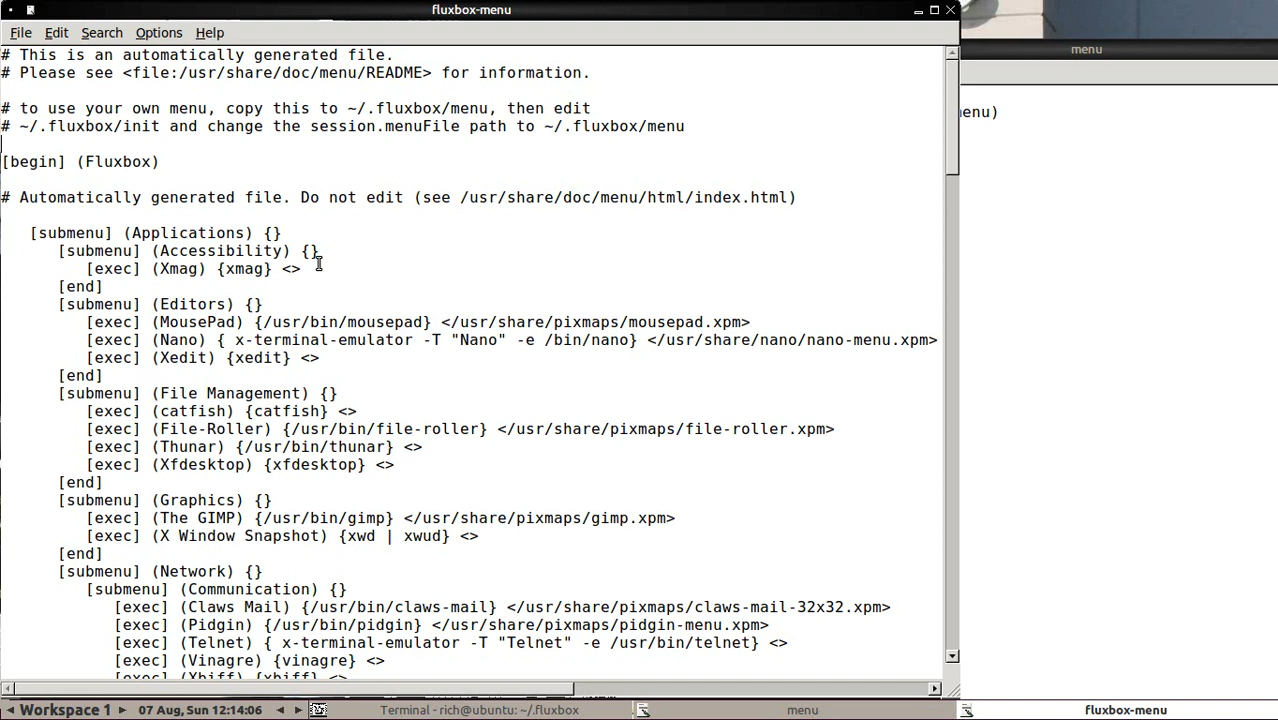 fluxbox-menu
File Edit Search Options Help
# This is an automatically generated file.
# Please see <file:/usr/share/doc/menu/README> for information.
# to use your own menu, copy this to ~/.fluxbox/menu, then edit
# ~/.fluxbox/init and change the session.menuFile path to ~/.fluxbox/menu
[begin] (Fluxbox)
# Automatically generated file. Do not edit (see /usr/share/doc/menu/html/index.html)
[submenu] (Applications) {}
[submenu] (Accessibility) {}
[exec] (Xmag) {xmag} <>
[end]
[submenu] (Editors) {}
[exec] (MousePad) {/usr/bin/mousepad} </usr/share/pixmaps/mousepad.xpm>
[exec] (Nano) { x-terminal-emulator -T "Nano" -e /bin/nano} </usr/share/nano/nano-menu.xpm>
[exec] (Xedit) {xedit} <>
[end]
[submenu] (File Management) {}
[exec] (catfish) {catfish} <>
[exec] (File-Roller) {/usr/bin/file-roller} </usr/share/pixmaps/file-roller.xpm>
[exec] (Thunar) {/usr/bin/thunar} <>
[exec] (Xfdesktop) {xfdesktop} <>
[end]
[submenu] (Graphics) {}
[exec] (The GIMP) {/usr/bin/gimp} </usr/share/pixmaps/gimp.xpm>
[exec] (X Window Snapshot) {xwd | xwud} <>
[end]
[submenu] (Network) {}
[submenu] (Communication) {}
[exec] (Claws Mail) {/usr/bin/claws-mail} </usr/share/pixmaps/claws-mail-32x32.xpm>
[exec] (Pidgin) {/usr/bin/pidgin} </usr/share/pixmaps/pidgin-menu.xpm>
[exec] (Telnet) { x-terminal-emulator -T "Telnet" -e /usr/bin/telnet} <>
[exec] (Vinagre) {vinagre} <>
[exec] (Xbiff) {xbiff} <>
menu
enu)
Workspace 1 07 Aug, Sun 12:14:06 Terminal - rich@ubuntu: ~/.fluxbox menu fluxbox-menu